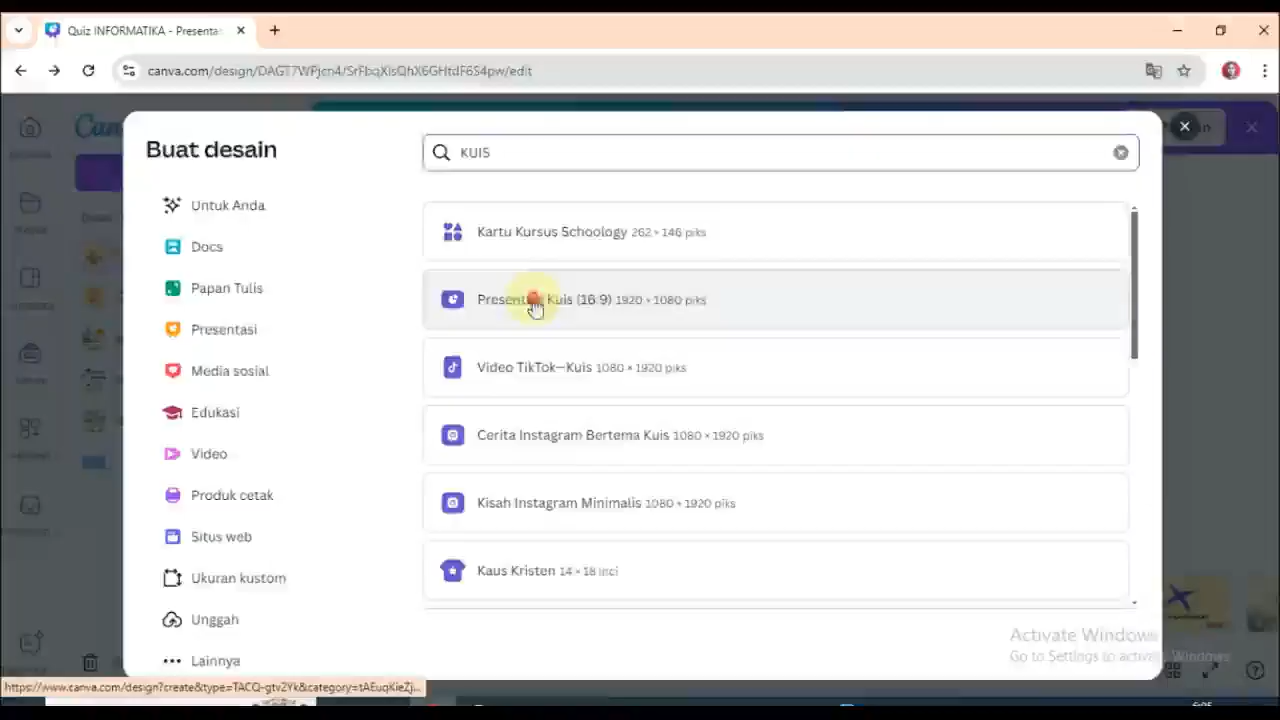 Quiz INFORMATIKA - Presenta
canva.com/design/DAGT7WPjcn4/SrFbqXlsQhX6GHtdF6S4pw/edit
Buat desain
KUIS
Untuk Anda
Docs
Papan Tulis
Presentasi
Media sosial
Edukasi
Video
Produk cetak
Situs web
Ukuran kustom
Unggah
Lainnya
Kartu Kursus Schoology 262 × 146 piks
Kuis (16:9) 1920 × 1080 piks
Video TikTok—Kuis 1080 × 1920 piks
Cerita Instagram Bertema Kuis 1080 × 1920 piks
Kisah Instagram Minimalis 1080 × 1920 piks
Kaus Kristen 14 × 18 inci
Activate Windows
Go to Settings to activate Windows.
https://www.canva.com/design?create&type=TACQ-gtv2Yk&category=tAEuqKieZj...